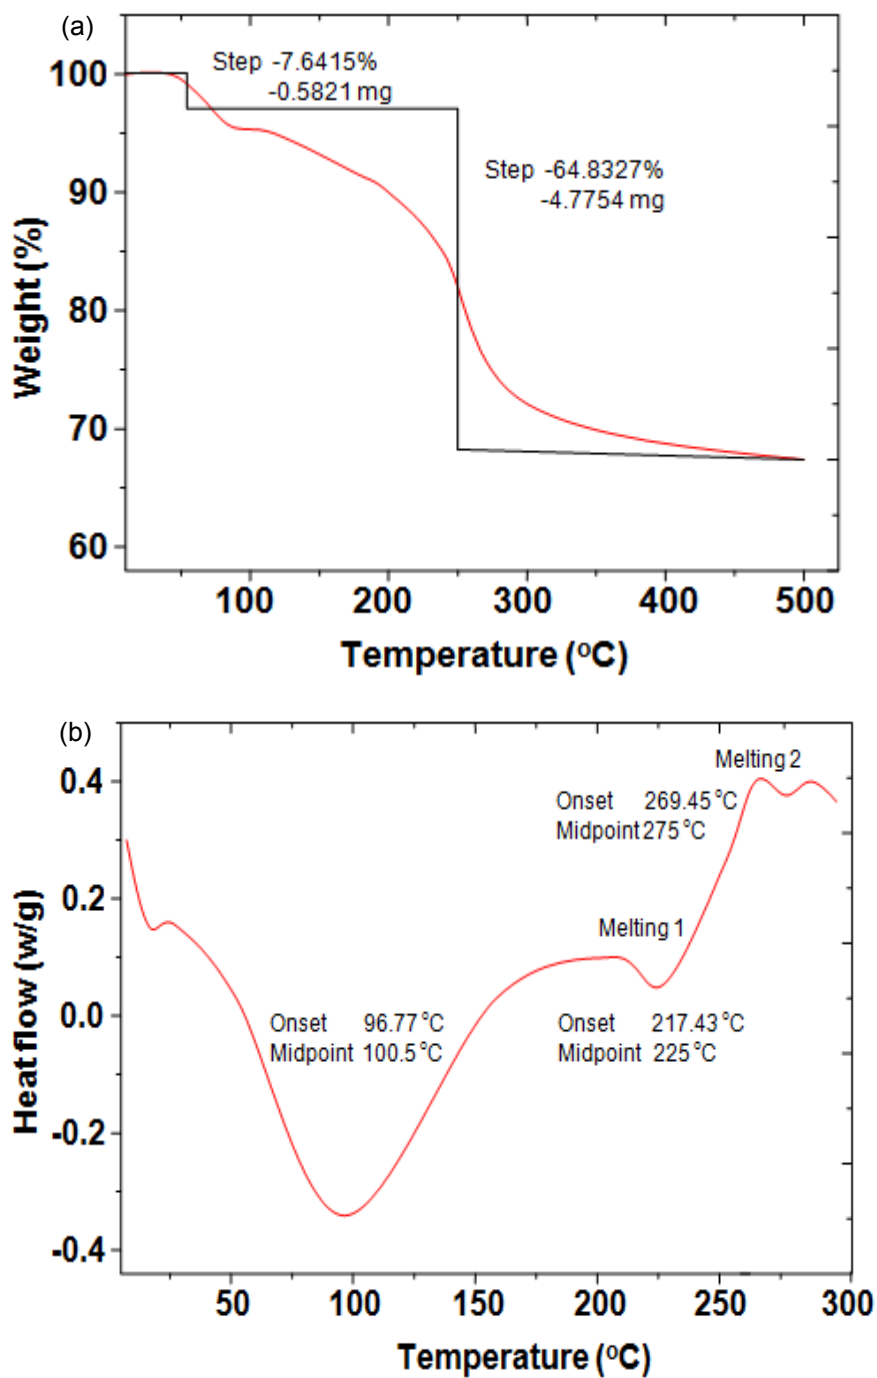 (a)
Step -7.6415%
-0.5821 mg
Step -64.8327%
-4.7754 mg
100
90
80
70
60
Weight (%)
100 200 300 400 500
Temperature (°C)
(b)
Melting 2
Onset 269.45 °C
Midpoint 275 °C
Melting 1
Onset 96.77 °C
Midpoint 100.5 °C
Onset 217.43 °C
Midpoint 225 °C
0.4
0.2
0.0
-0.2
-0.4
Heat flow (w/g)
50 100 150 200 250 300
Temperature (°C)